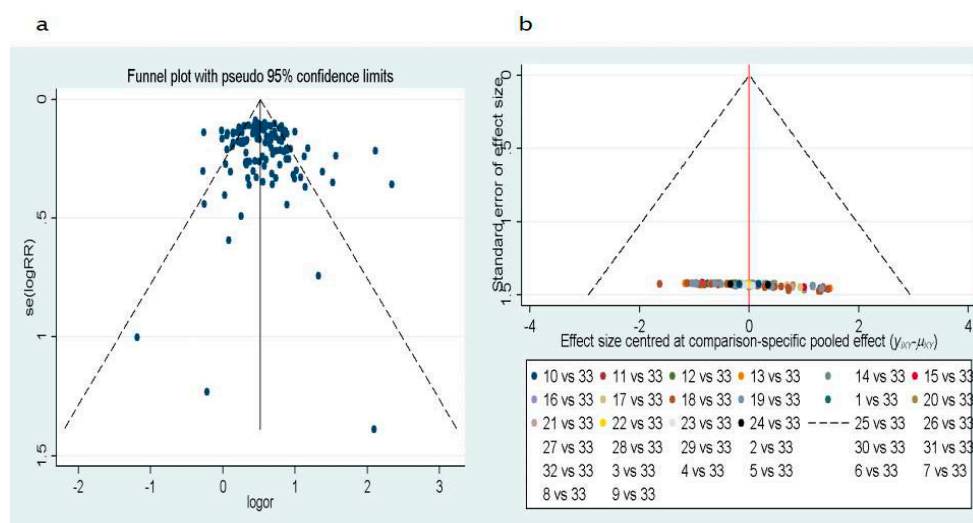 a
Funnel plot with pseudo 95% confidence limits
0
.5
1
1.5
se(logRR)
-2 -1 0 1 2 3
logor
b
0
.5
1
1.5
Standard error of effect size
-4 -2 0 2 4
Effect size centred at comparison-specific pooled effect (yiXY-μXY)
10 vs 33 11 vs 33 12 vs 33 13 vs 33 14 vs 33 15 vs 33
16 vs 33 17 vs 33 18 vs 33 19 vs 33 1 vs 33 20 vs 33
21 vs 33 22 vs 33 23 vs 33 24 vs 33 25 vs 33 26 vs 33
27 vs 33 28 vs 33 29 vs 33 2 vs 33 30 vs 33 31 vs 33
32 vs 33 3 vs 33 4 vs 33 5 vs 33 6 vs 33 7 vs 33
8 vs 33 9 vs 33